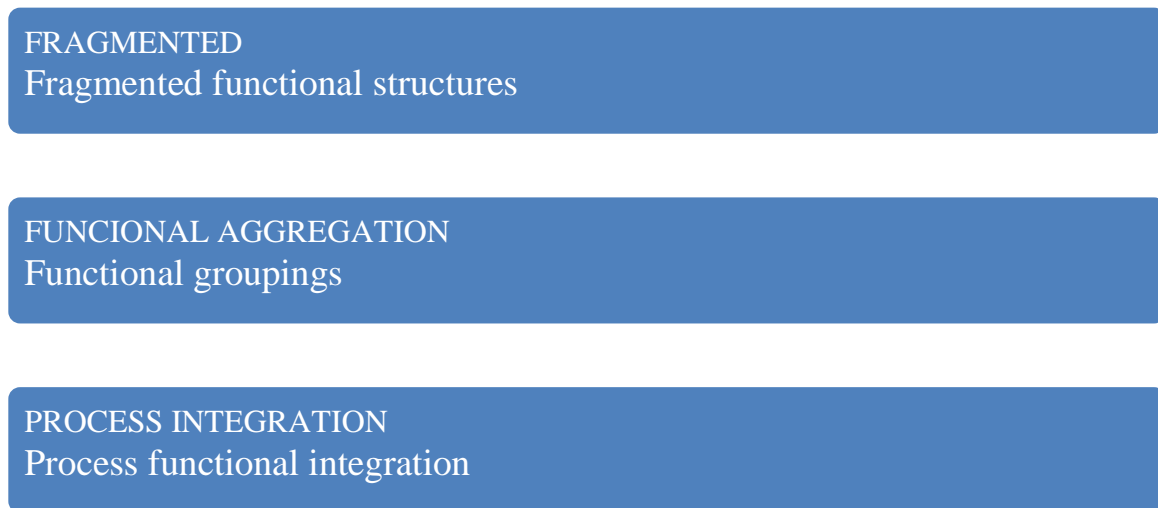 FRAGMENTED
Fragmented functional structures
FUNCIONAL AGGREGATION
Functional groupings
PROCESS INTEGRATION
Process functional integration